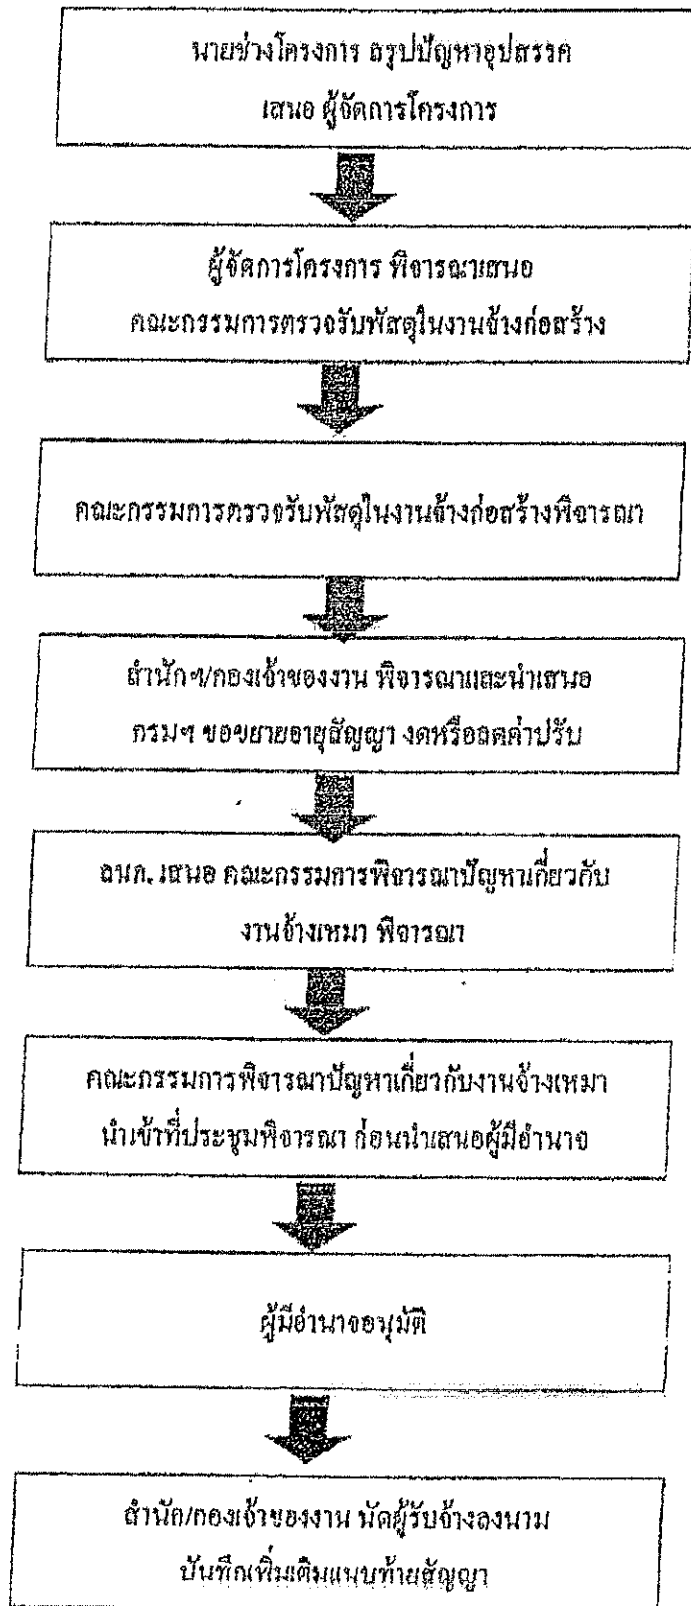 นายช่วงโครงการ สรุปปัญหาอุปสรรค
เสนอ ผู้จัดการโครงการ
ผู้จัดการโครงการ พิจารณาเสนอ
คณะกรรมการตรวจรับพัสดุในงานจ้างก่อสร้าง
คณะกรรมการตรวจรับพัสดุในงานจ้างก่อสร้างพิจารณา
สำนักฯ/กองเจ้าของงาน พิจารณาและนำเสนอ
กรมฯ ขอขยายอายุสัญญา งดหรือลดค่าปรับ
ลนก. เสนอ คณะกรรมการพิจารณาปัญหาเกี่ยวกับ
งานจ้างเหมา พิจารณา
คณะกรรมการพิจารณาปัญหาเกี่ยวกับงานจ้างเหมา
นำเข้าที่ประชุมพิจารณา ก่อนนำเสนอผู้มีอำนาจ
ผู้มีอำนาจอนุมัติ
สำนัก/กองเจ้าของงาน นัดผู้รับจ้างลงนาม
บันทึกเพิ่มเติมแนบท้ายสัญญา